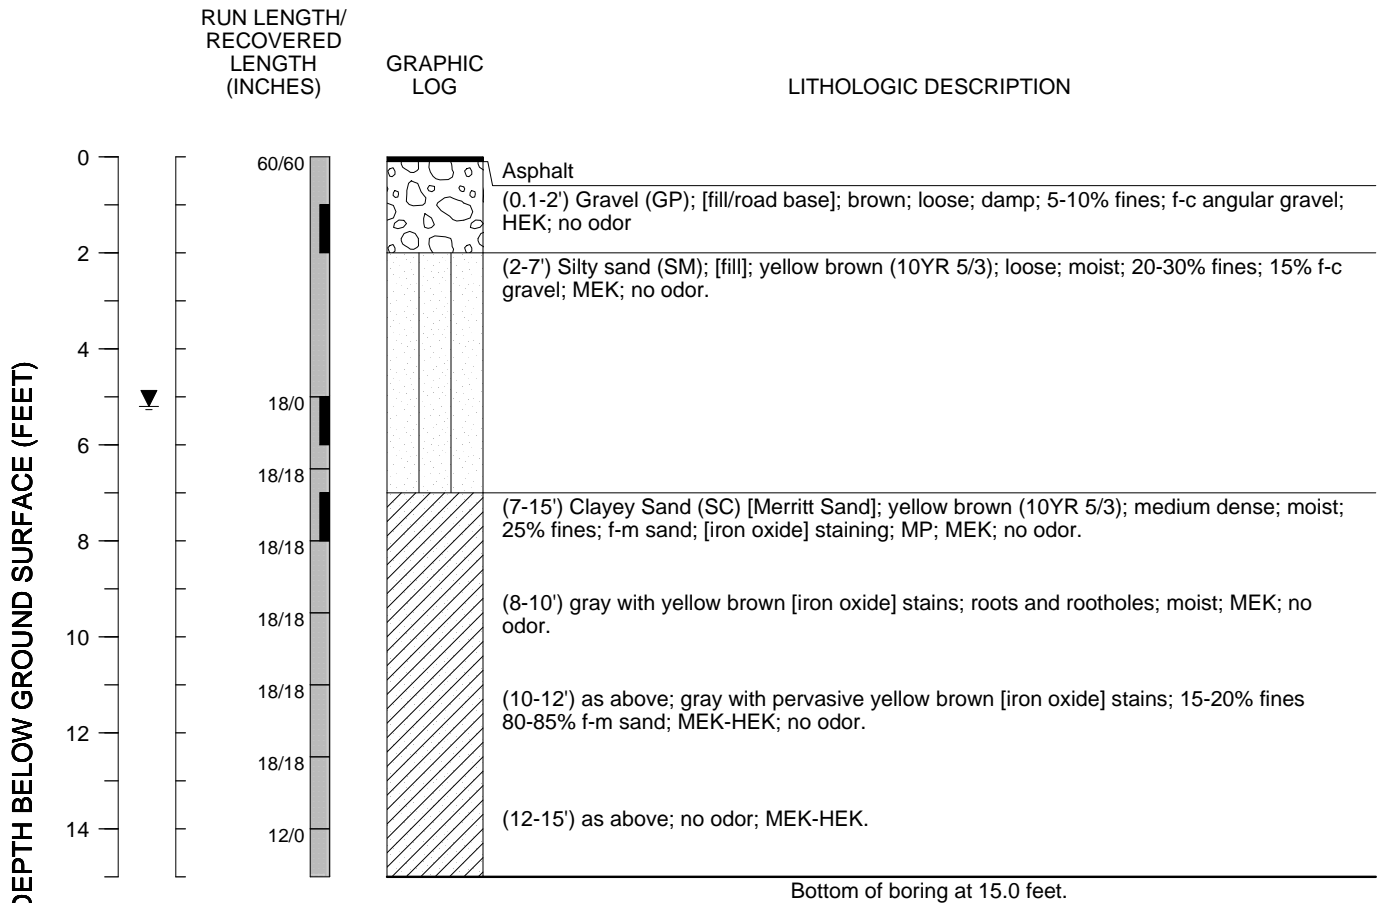 RUN LENGTH/
RECOVERED
LENGTH
(INCHES)
GRAPHIC
LOG
LITHOLOGIC DESCRIPTION
DEPTH BELOW GROUND SURFACE (FEET)
0
2
4
6
8
10
12
14
60/60
18/0
18/18
18/18
18/18
18/18
18/18
12/0
Asphalt
(0.1-2') Gravel (GP); [fill/road base]; brown; loose; damp; 5-10% fines; f-c angular gravel;
HEK; no odor
(2-7') Silty sand (SM); [fill]; yellow brown (10YR 5/3); loose; moist; 20-30% fines; 15% f-c
gravel; MEK; no odor.
(7-15') Clayey Sand (SC) [Merritt Sand]; yellow brown (10YR 5/3); medium dense; moist;
25% fines; f-m sand; [iron oxide] staining; MP; MEK; no odor.
(8-10') gray with yellow brown [iron oxide] stains; roots and rootholes; moist; MEK; no
odor.
(10-12') as above; gray with pervasive yellow brown [iron oxide] stains; 15-20% fines
80-85% f-m sand; MEK-HEK; no odor.
(12-15') as above; no odor; MEK-HEK.
Bottom of boring at 15.0 feet.